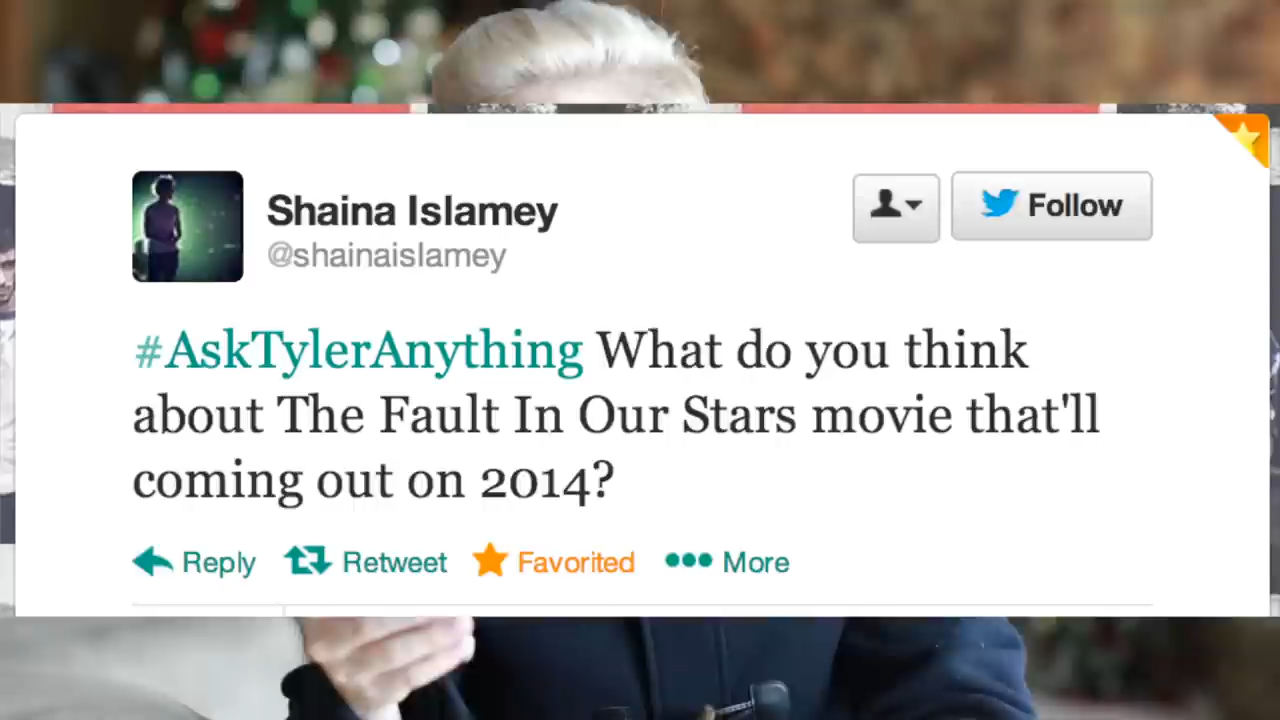 Shaina Islamey
@shainaislamey
Follow
#AskTylerAnything What do you think
about The Fault In Our Stars movie that'll
coming out on 2014?
Reply Retweet Favorited More